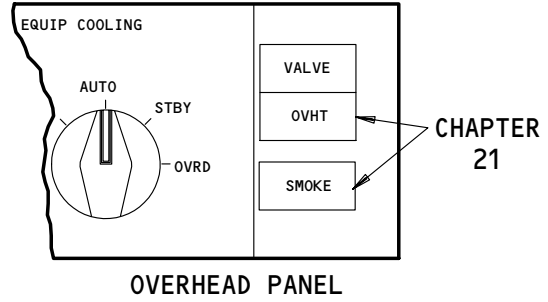 EQUIP COOLING
AUTO
STBY
OVRD
VALVE
OVHT
SMOKE
CHAPTER
21
OVERHEAD PANEL